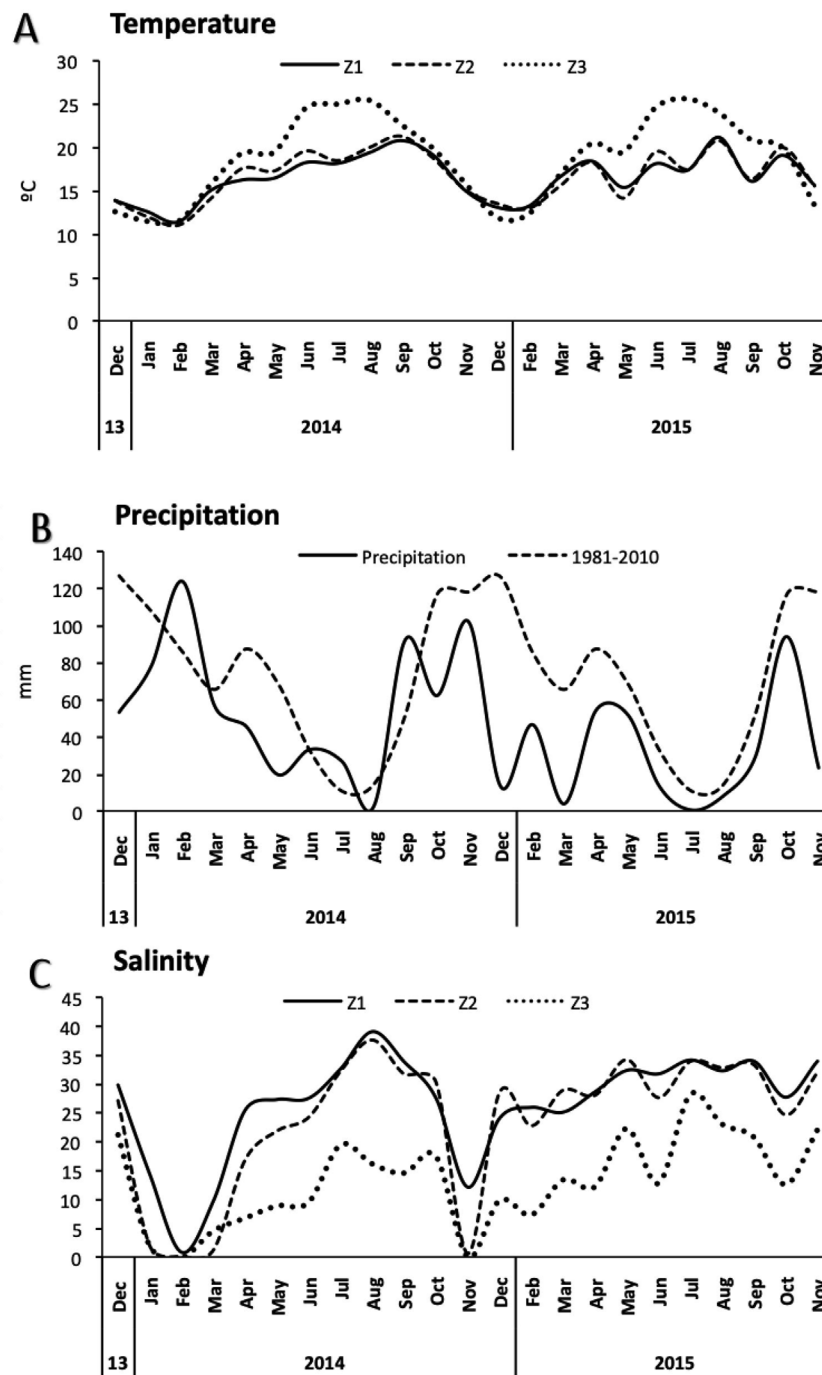 A Temperature
Z1 Z2 Z3
30
25
20
15
10
5
0
ºC
Dec Jan Feb Mar Apr May Jun Jul Aug Sep Oct Nov Dec Feb Mar Apr May Jun Jul Aug Sep Oct Nov
13 2014 2015
B Precipitation
Precipitation 1981-2010
140
120
100
80
60
40
20
0
mm
Dec Jan Feb Mar Apr May Jun Jul Aug Sep Oct Nov Dec Feb Mar Apr May Jun Jul Aug Sep Oct Nov
13 2014 2015
C Salinity
Z1 Z2 Z3
45
40
35
30
25
20
15
10
5
0
Dec Jan Feb Mar Apr May Jun Jul Aug Sep Oct Nov Dec Feb Mar Apr May Jun Jul Aug Sep Oct Nov
13 2014 2015